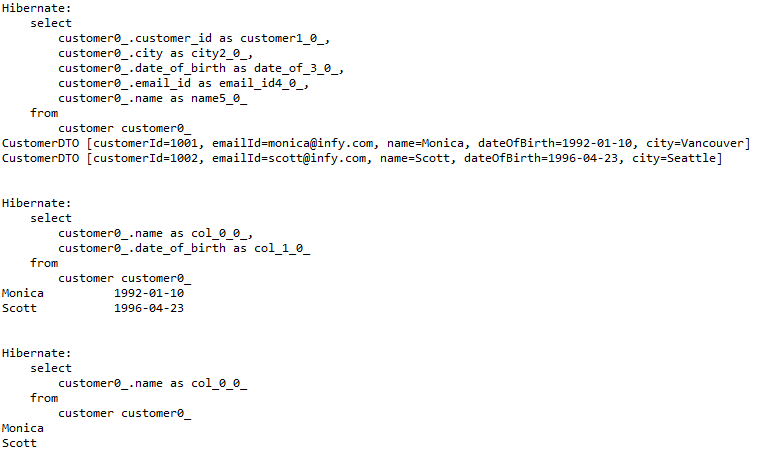 Hibernate:
    select
        customer0_.customer_id as customer1_0_,
        customer0_.city as city2_0_,
        customer0_.date_of_birth as date_of_3_0_,
        customer0_.email_id as email_id4_0_,
        customer0_.name as name5_0_
    from
        customer customer0_
CustomerDTO [customerId=1001, emailId=monica@infy.com, name=Monica, dateOfBirth=1992-01-10, city=Vancouver]
CustomerDTO [customerId=1002, emailId=scott@infy.com, name=Scott, dateOfBirth=1996-04-23, city=Seattle]
Hibernate:
    select
        customer0_.name as col_0_0_,
        customer0_.date_of_birth as col_1_0_
    from
        customer customer0_
Monica          1992-01-10
Scott           1996-04-23
Hibernate:
    select
        customer0_.name as col_0_0_
    from
        customer customer0_
Monica
Scott